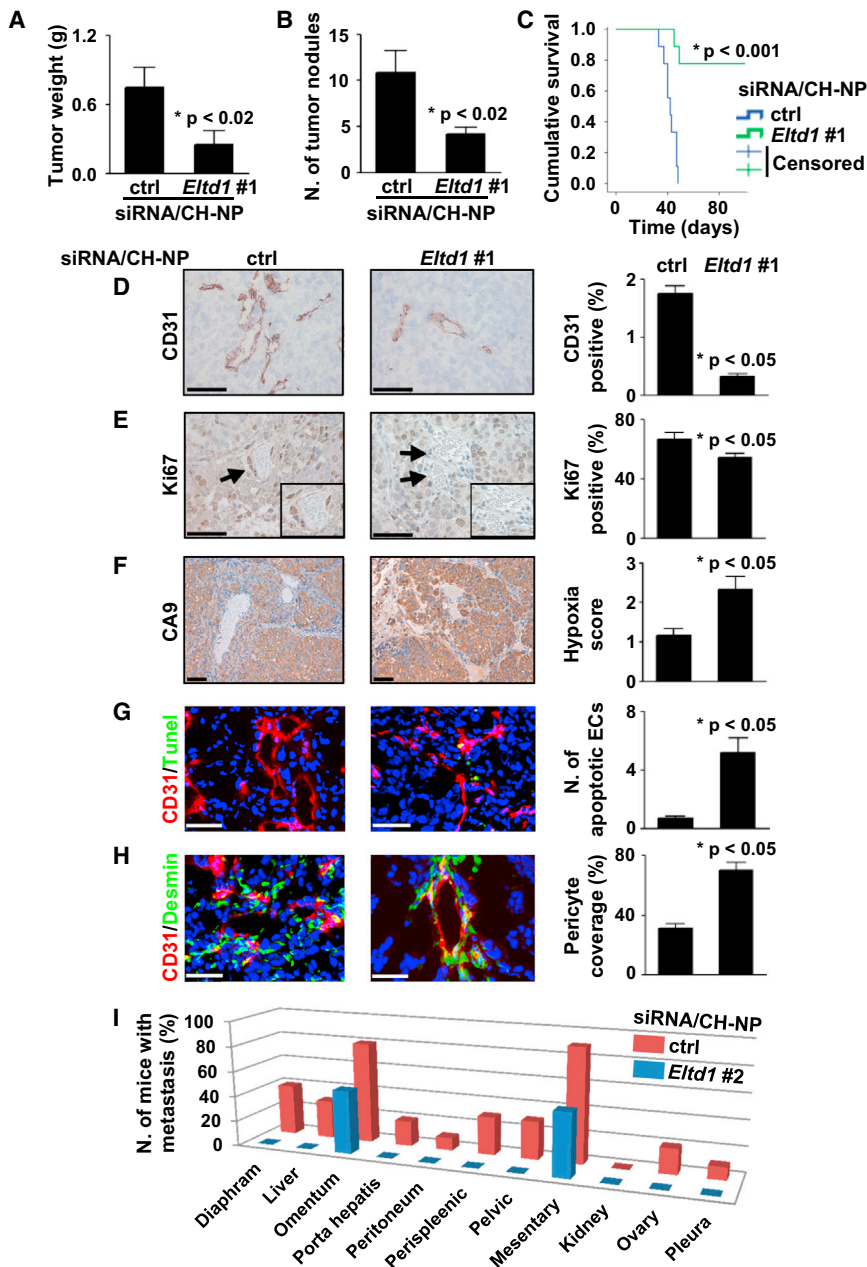 A
Tumor weight (g)
1.2
0.6
0.0
* p < 0.02
ctrl Eltd1 #1
siRNA/CH-NP
B
N. of tumor nodules
15
10
5
0
* p < 0.02
ctrl Eltd1 #1
siRNA/CH-NP
C
Cumulative survival
1.0
0.8
0.6
0.4
0.2
0.0
0 40 80
Time (days)
* p < 0.001
siRNA/CH-NP
ctrl
Eltd1 #1
Censored
siRNA/CH-NP ctrl Eltd1 #1
D
CD31
ctrl Eltd1 #1
CD31
positive (%)
2
1
0
* p < 0.05
E
Ki67
Ki67
positive (%)
80
40
0
* p < 0.05
F
CA9
Hypoxia
score
3
2
1
0
* p < 0.05
G
CD31/Tunel
N. of
apoptotic ECs
8
4
0
* p < 0.05
H
CD31/Desmin
Pericyte
coverage (%)
80
40
0
* p < 0.05
I
N. of mice with
metastasis (%)
100
80
60
40
20
0
siRNA/CH-NP
ctrl
Eltd1 #2
Diaphram
Liver
Omentum
Porta hepatis
Peritoneum
Perispleenic
Pelvic
Mesentary
Kidney
Ovary
Pleura